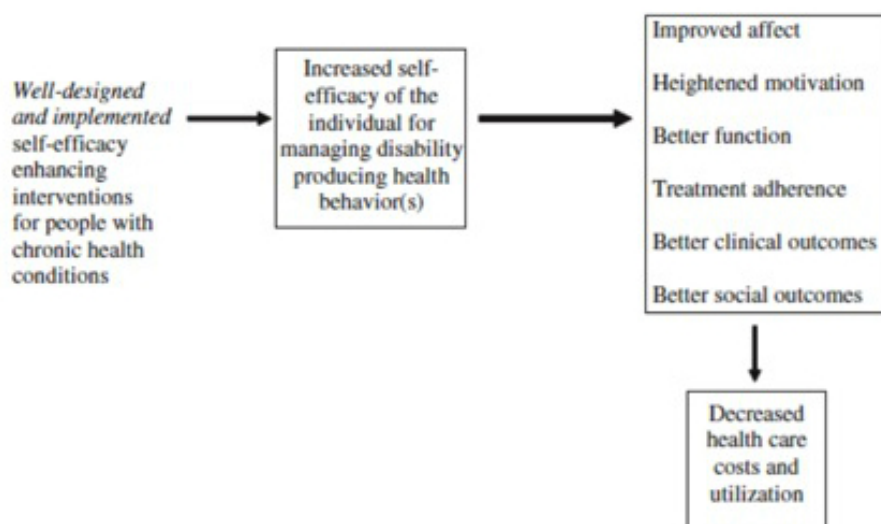 Well-designed
and implemented
self-efficacy
enhancing
interventions
for people with
chronic health
conditions
Increased self-
efficacy of the
individual for
managing disability
producing health
behavior(s)
Improved affect
Heightened motivation
Better function
Treatment adherence
Better clinical outcomes
Better social outcomes
Decreased
health care
costs and
utilization